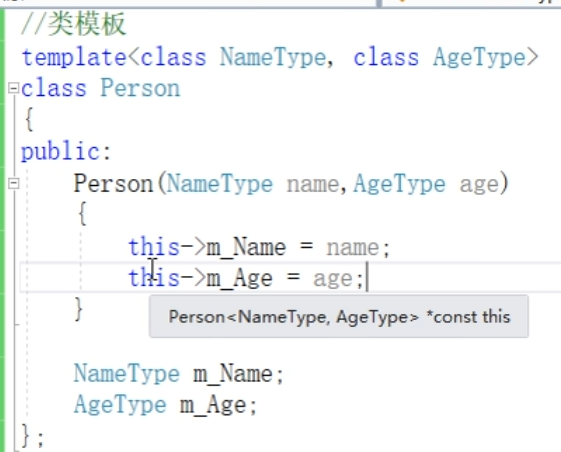 //类模板
template<class NameType, class AgeType>
class Person
{
public:
Person(NameType name,AgeType age)
{
this->m_Name = name;
this->m_Age = age;
}
Person<NameType, AgeType> *const this
NameType m_Name;
AgeType m_Age;
};